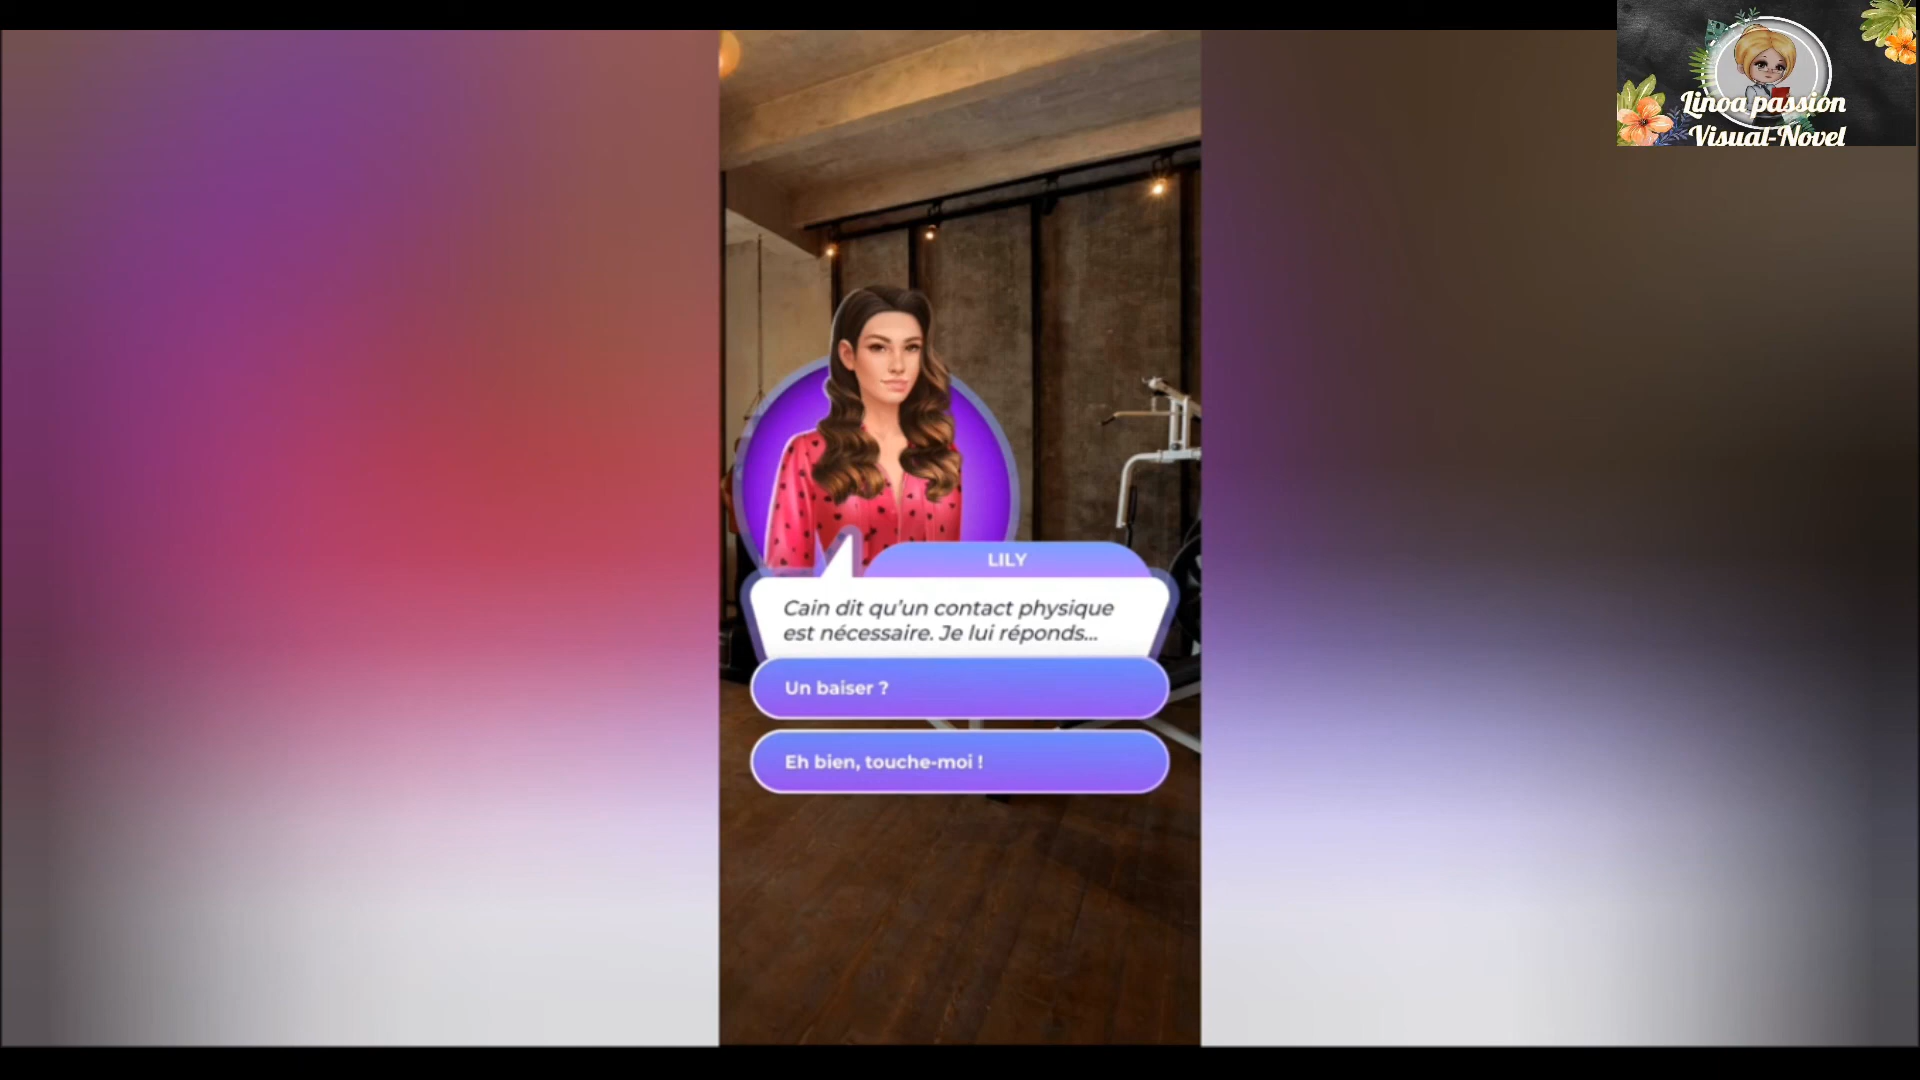 Linoa passion
Visual-Novel
LILY
Cain dit qu'un contact physique
est nécessaire. Je lui réponds...
Un baiser ?
Eh bien, touche-moi !